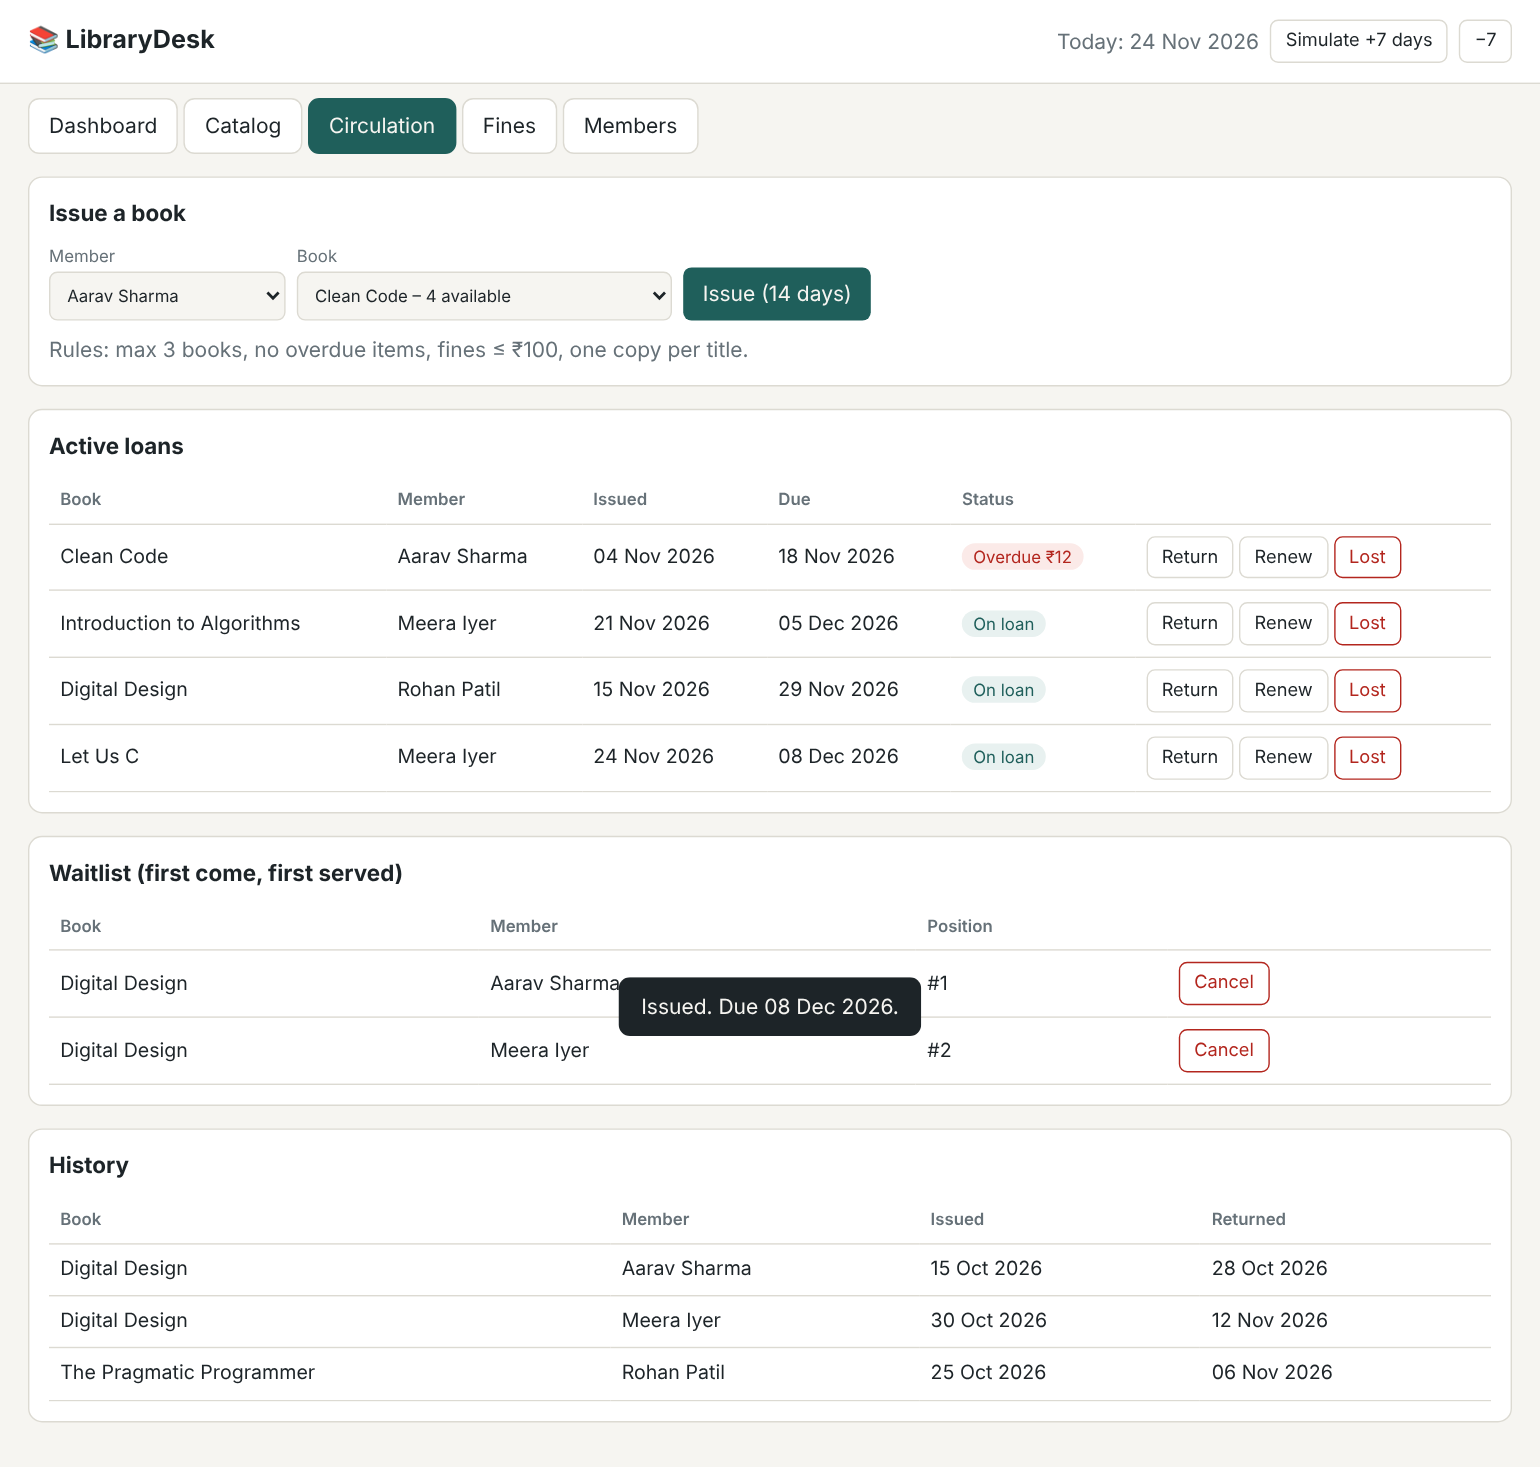 📚 LibraryDesk
Today: 24 Nov 2026 Simulate +7 days −7
Dashboard Catalog Circulation Fines Members
Issue a book
Member Book
Aarav Sharma Clean Code – 4 available Issue (14 days)
Rules: max 3 books, no overdue items, fines ≤ ₹100, one copy per title.
Active loans
Book Member Issued Due Status
Clean Code Aarav Sharma 04 Nov 2026 18 Nov 2026 Overdue ₹12 Return Renew Lost
Introduction to Algorithms Meera Iyer 21 Nov 2026 05 Dec 2026 On loan Return Renew Lost
Digital Design Rohan Patil 15 Nov 2026 29 Nov 2026 On loan Return Renew Lost
Let Us C Meera Iyer 24 Nov 2026 08 Dec 2026 On loan Return Renew Lost
Waitlist (first come, first served)
Book Member Position
Digital Design Aarav Sharma #1 Cancel
Issued. Due 08 Dec 2026.
Digital Design Meera Iyer #2 Cancel
History
Book Member Issued Returned
Digital Design Aarav Sharma 15 Oct 2026 28 Oct 2026
Digital Design Meera Iyer 30 Oct 2026 12 Nov 2026
The Pragmatic Programmer Rohan Patil 25 Oct 2026 06 Nov 2026